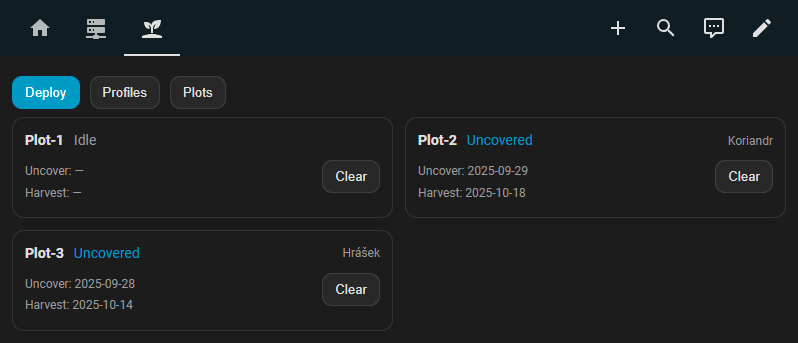 Deploy Profiles Plots
Plot-1 Idle
Uncover: —
Harvest: —
Clear
Plot-2 Uncovered Koriandr
Uncover: 2025-09-29
Harvest: 2025-10-18
Clear
Plot-3 Uncovered Hrášek
Uncover: 2025-09-28
Harvest: 2025-10-14
Clear